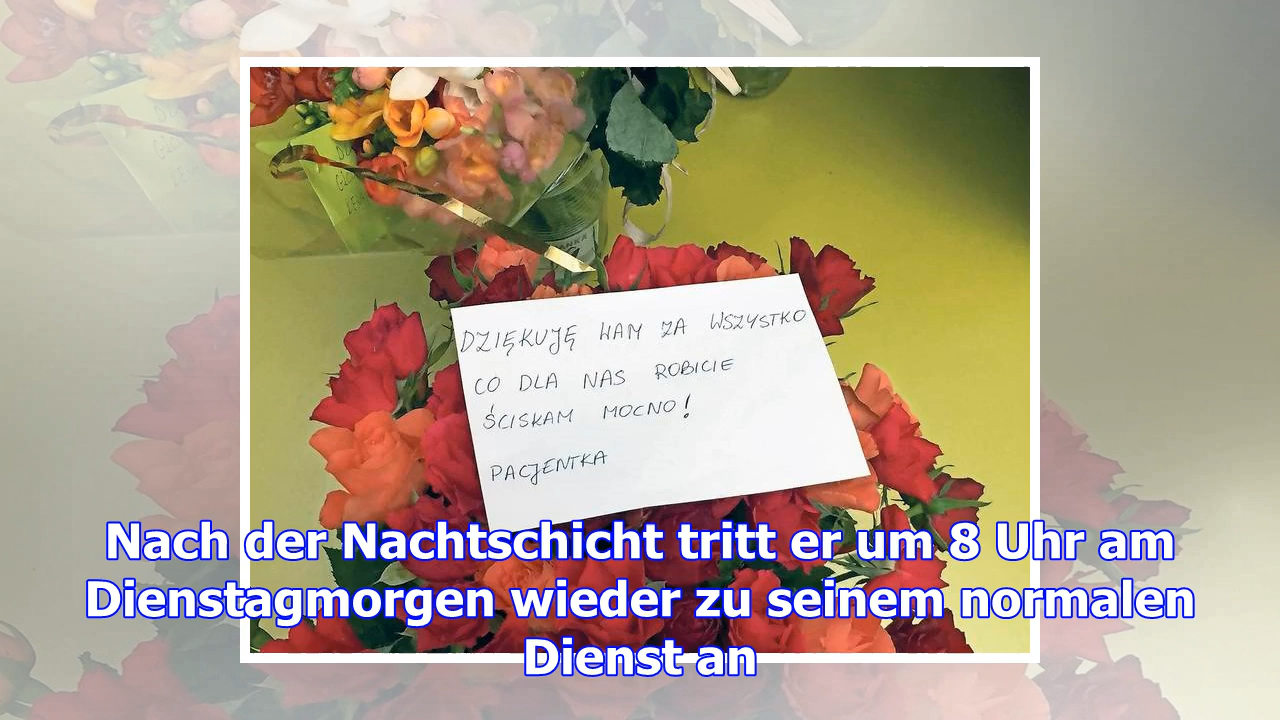 DZIĘKUJĘ WAM ZA WSZYSTKO
CO DLA NAS ROBICIE
ŚCISKAM MOCNO!
PACJENTKA
Nach der Nachtschicht tritt er um 8 Uhr am
Dienstagmorgen wieder zu seinem normalen
Dienst an